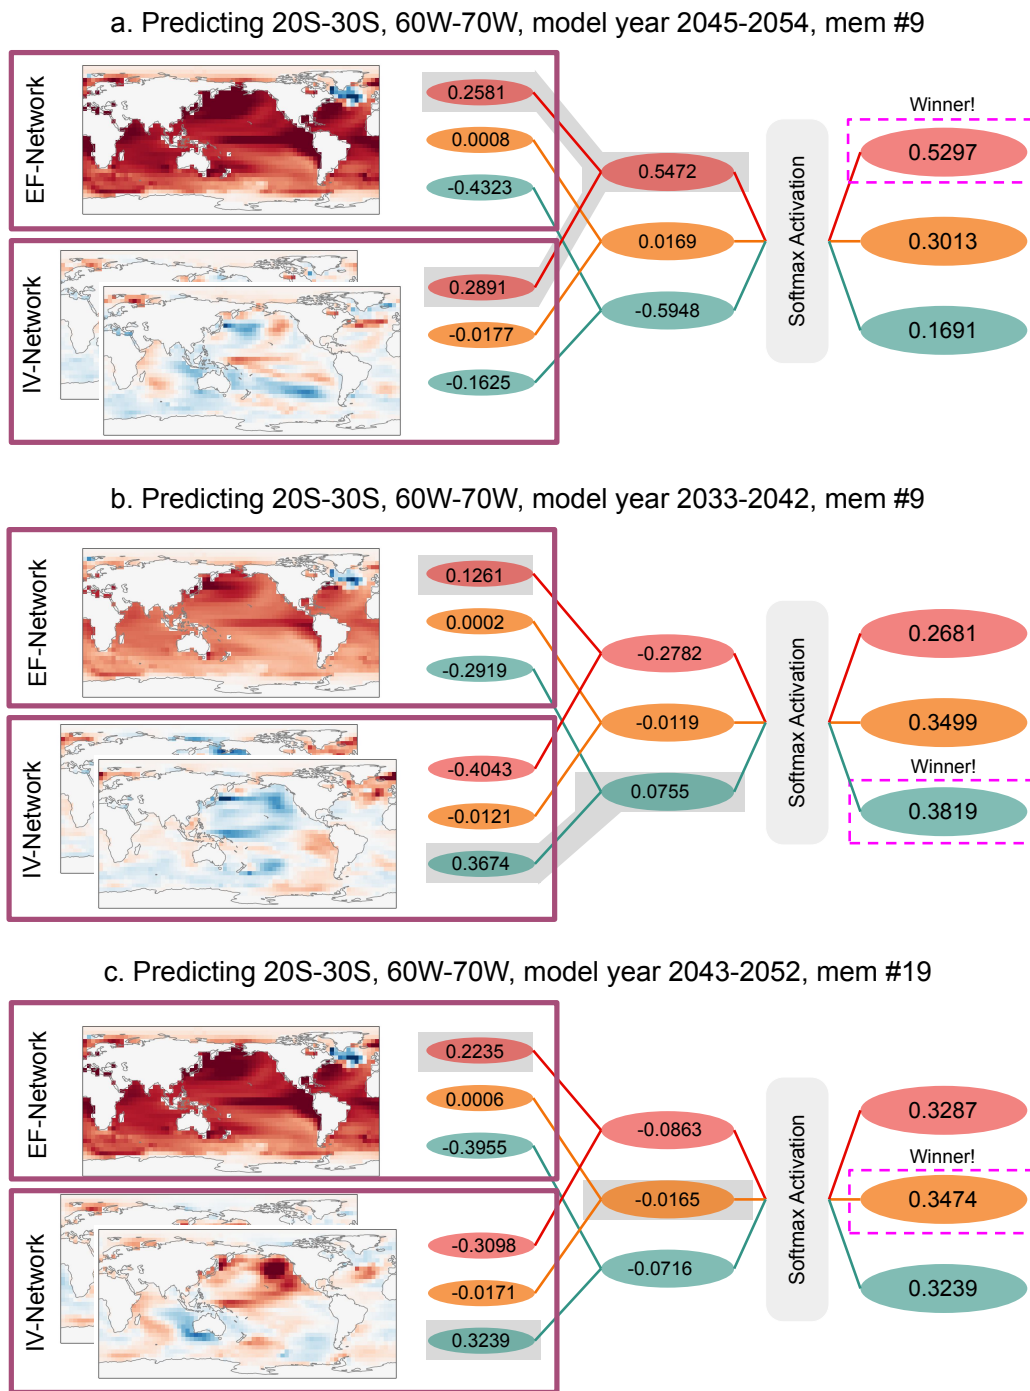 a. Predicting 20S-30S, 60W-70W, model year 2045-2054, mem #9
EF-Network
0.2581
0.0008
-0.4323
IV-Network
0.2891
-0.0177
-0.1625
0.5472
0.0169
-0.5948
Softmax Activation
Winner!
0.5297
0.3013
0.1691
b. Predicting 20S-30S, 60W-70W, model year 2033-2042, mem #9
EF-Network
0.1261
0.0002
-0.2919
IV-Network
-0.4043
-0.0121
0.3674
-0.2782
-0.0119
0.0755
Softmax Activation
0.2681
0.3499
Winner!
0.3819
c. Predicting 20S-30S, 60W-70W, model year 2043-2052, mem #19
EF-Network
0.2235
0.0006
-0.3955
IV-Network
-0.3098
-0.0171
0.3239
-0.0863
-0.0165
-0.0716
Softmax Activation
0.3287
Winner!
0.3474
0.3239